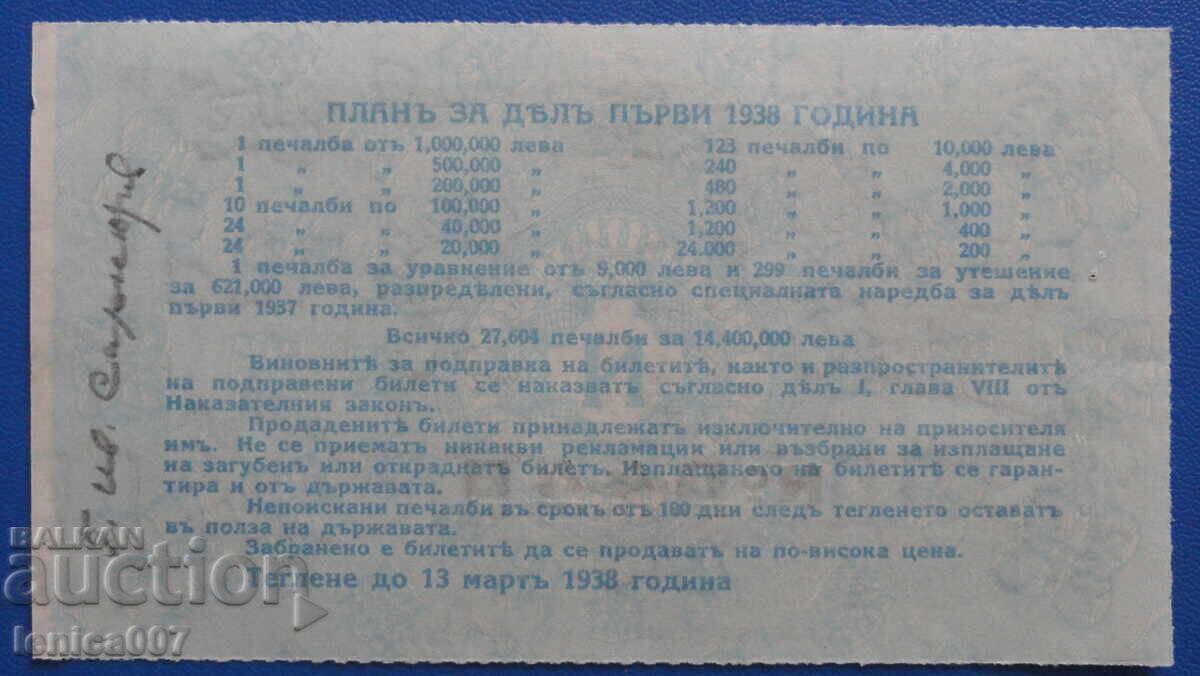 ПЛАНЪ ЗА ДѢЛЪ ПЪРВИ 1938 ГОДИНА
1 печалба отъ 1,000,000 лева 123 печалби по 10,000 лева
1 „ „ 500,000 „ 240 „ „ 4,000 „
1 „ „ 200,000 „ 480 „ „ 2,000 „
10 печалби по 100,000 „ 1,200 „ „ 1,000 „
24 „ „ 40,000 „ 1,200 „ „ 400 „
24 „ „ 20,000 „ 24.000 „ „ 200 „
1 печалба за уравнение отъ 9,000 лева и 299 печалби за утешение
за 621,000 лева, разпредѣлени, съгласно специалната наредба за дѣлъ
първи 1937 година.
Всичко 27,604 печалби за 14,400,000 лева
Виновнитѣ за подправка на билетитѣ, както и разпространителитѣ
на подправени билети се наказватъ съгласно дѣлъ I, глава VIII отъ
Наказателния законъ.
Продаденитѣ билети принадлежатъ изключително на приносителя
имъ. Не се приематъ никакви рекламации или възбрани за изплащане
на загубенъ или откраднатъ билетъ. Изплащането на билетитѣ се гаран-
тира и отъ държавата.
Непоискани печалби въ срокъ отъ 180 дни следъ тегленето оставатъ
въ полза на държавата.
Забранено е билетитѣ да се продаватъ на по-висока цена.
Теглене до 13 мартъ 1938 година
BALKAN
auction
lenica007